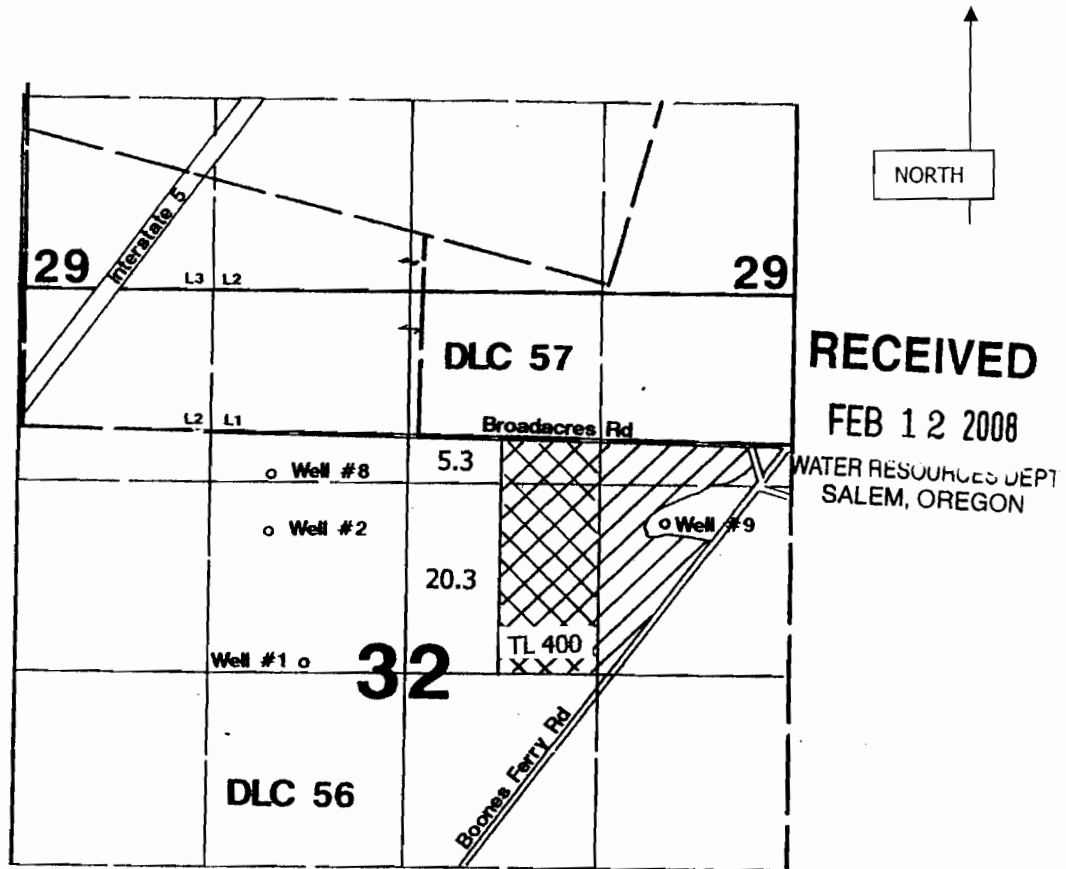 NORTH
Interstate 5
29
29
L3 L2
DLC 57
RECEIVED
FEB 12 2008
WATER RESOURCES DEPT
SALEM, OREGON
L2 L1
Broadacres Rd
5.3
Well #8
Well #2
Well #9
20.3
TL 400
Well #1
32
Boones Ferry Rd
DLC 56